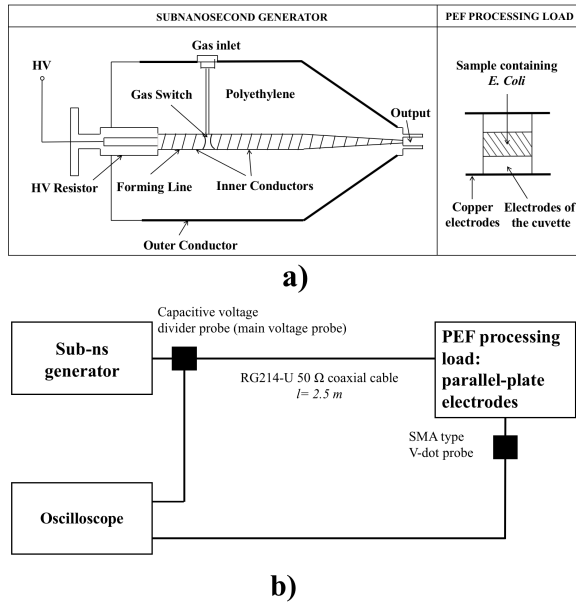 SUBNANOSECOND GENERATOR
PEF PROCESSING LOAD
Gas inlet
HV
Gas Switch
Polyethylene
Output
HV Resistor
Forming Line
Inner Conductors
Outer Conductor
Sample containing
E. Coli
Copper
electrodes
Electrodes of
the cuvette
a)
Capacitive voltage
divider probe (main voltage probe)
Sub-ns
generator
RG214-U 50 Ω coaxial cable
l= 2.5 m
PEF processing
load:
parallel-plate
electrodes
SMA type
V-dot probe
Oscilloscope
b)